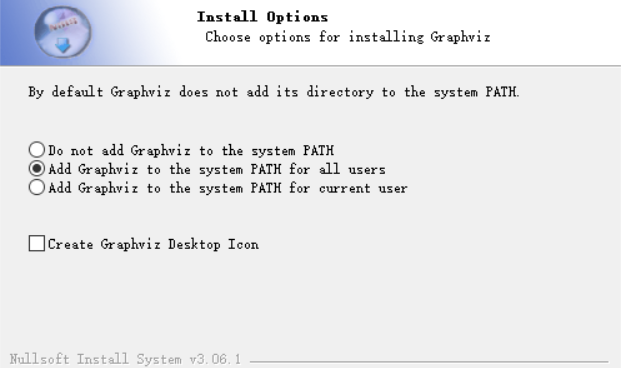 Install Options
Choose options for installing Graphviz
By default Graphviz does not add its directory to the system PATH.
Do not add Graphviz to the system PATH
Add Graphviz to the system PATH for all users
Add Graphviz to the system PATH for current user
Create Graphviz Desktop Icon
Nullsoft Install System v3.06.1